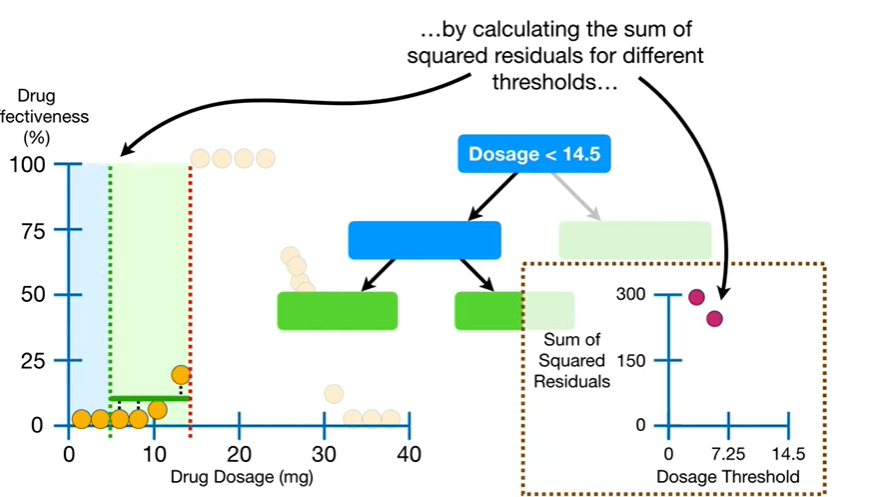 …by calculating the sum of
squared residuals for different
thresholds…
Drug
ffectiveness
(%)
100
75
50
25
0
0
10
20
30
40
Drug Dosage (mg)
Dosage < 14.5
Sum of
Squared
Residuals
300
150
0
0
7.25
14.5
Dosage Threshold